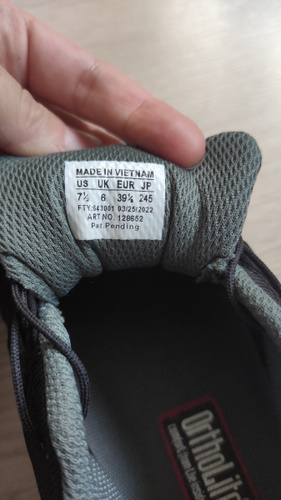 MADE IN VIETNAM
US UK EUR JP
7½ 6 39⅓ 245
FTY:643001 03/25/2022
ART NO. 128652
Pat.Pending
OrthoLite